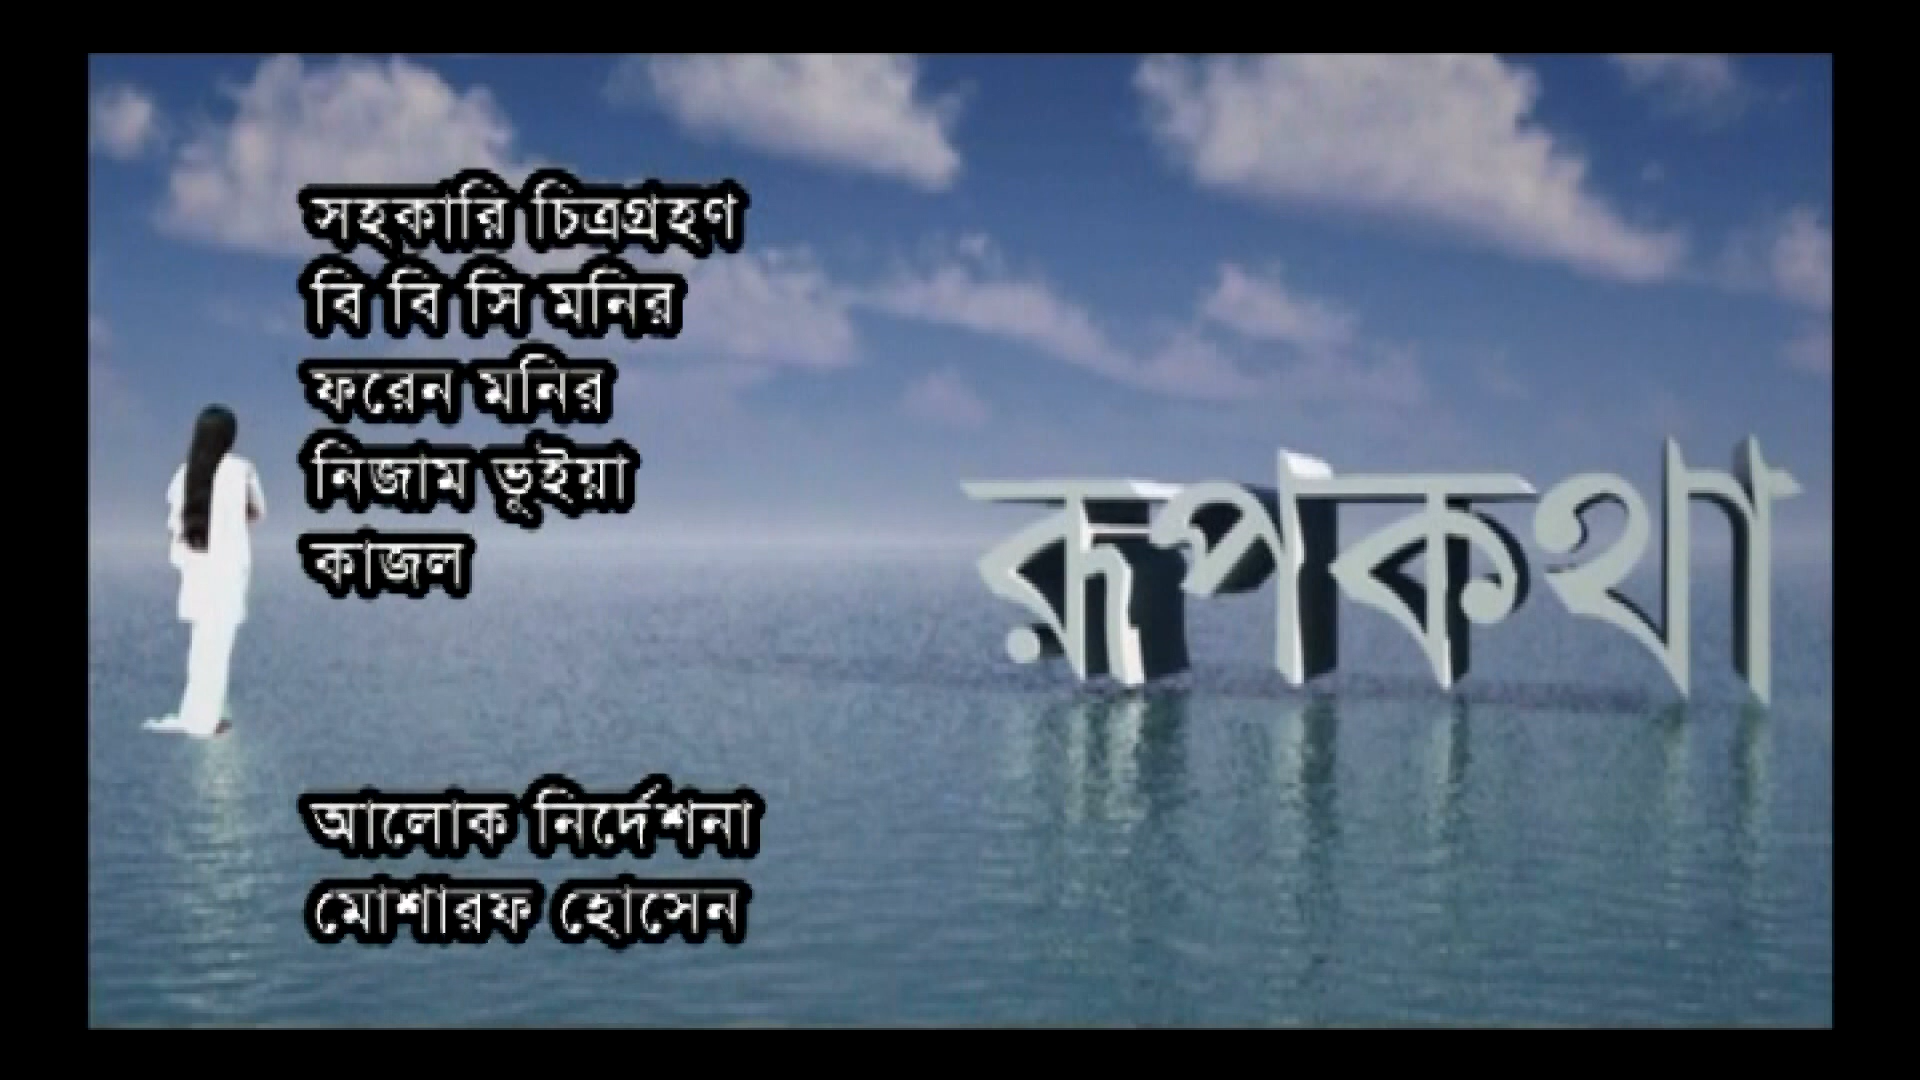 সহকারি চিত্রগ্রহণ
বি বি সি মনির
ফরেন মনির
নিজাম ভূইয়া
কাজল
রূপকথা
আলোক নির্দেশনা
মোশারফ হোসেন